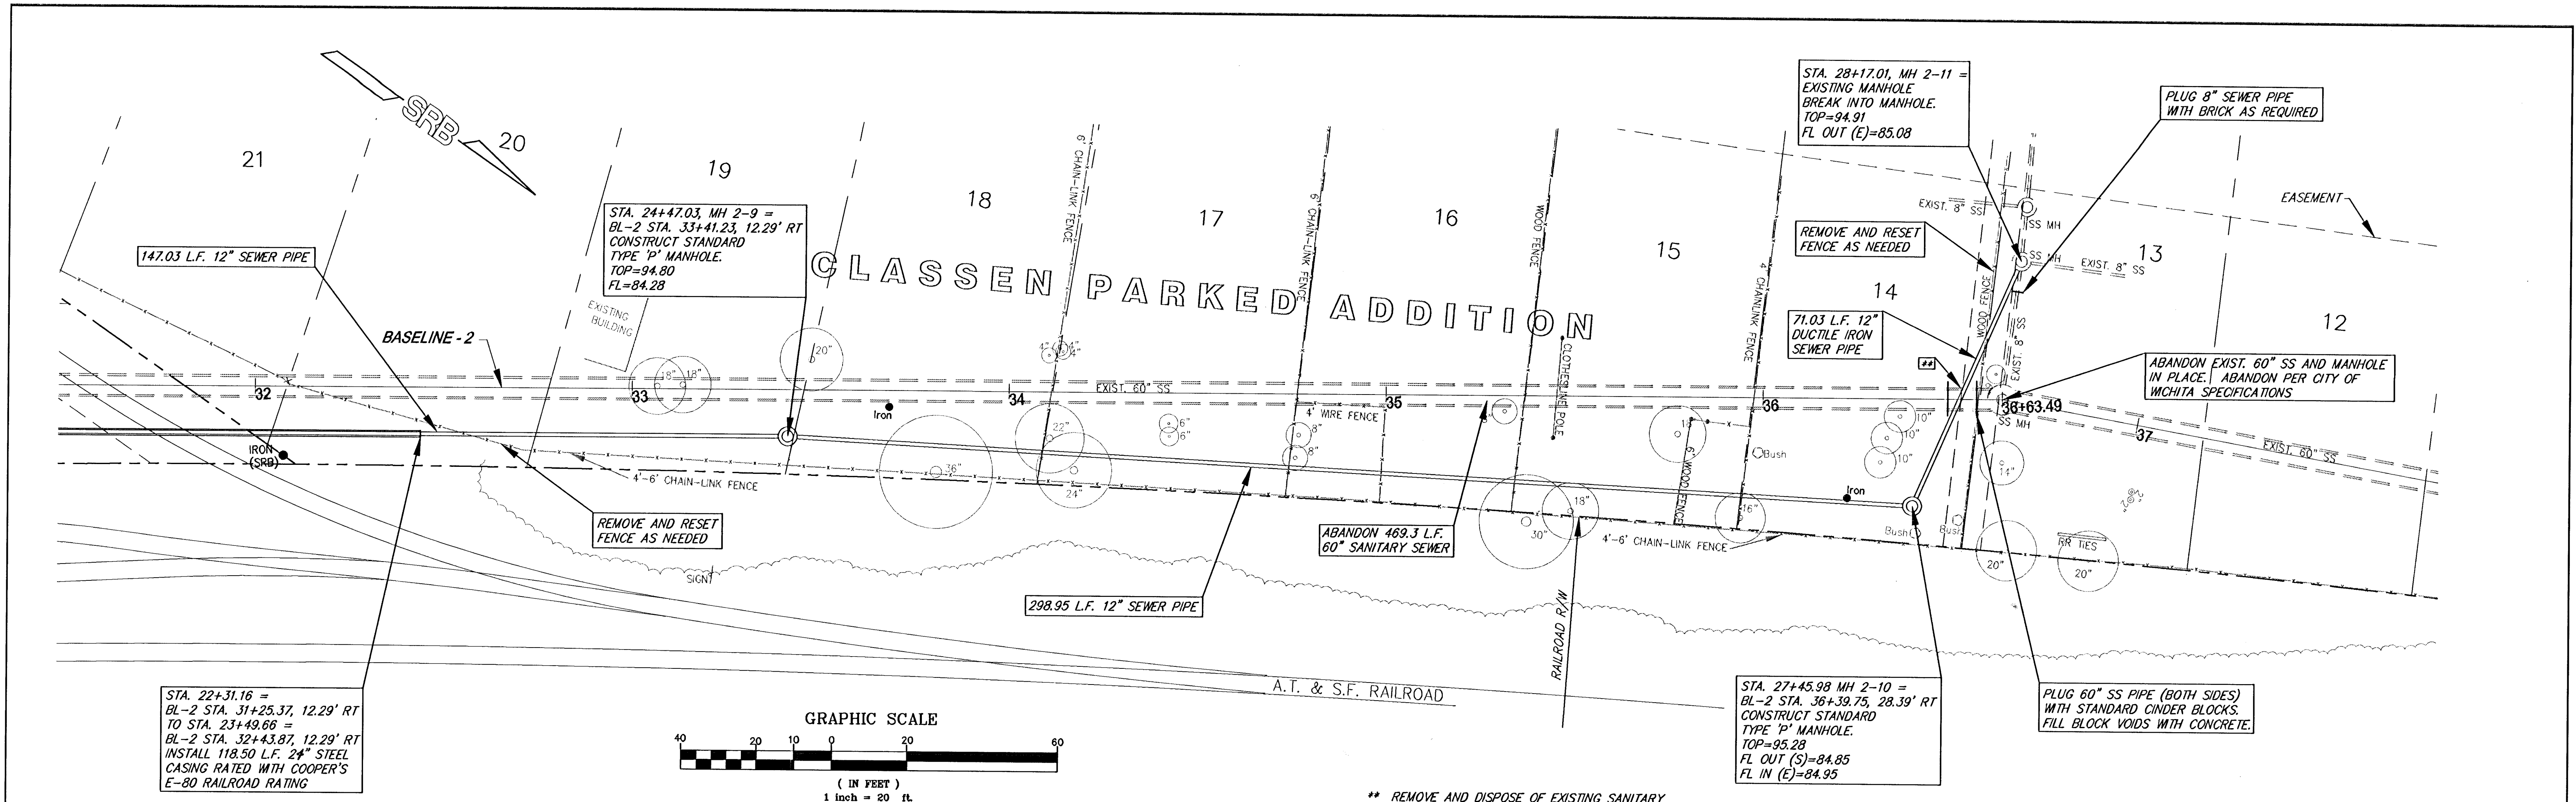 SRB
21
20
19
18
17
16
15
14
13
12
CLASSEN PARKED ADDITION
STA. 28+17.01, MH 2-11 =
EXISTING MANHOLE
BREAK INTO MANHOLE.
TOP=94.91
FL OUT (E)=85.08
PLUG 8" SEWER PIPE
WITH BRICK AS REQUIRED
EASEMENT
EXIST. 8" SS
SS MH
SS MH
EXIST. 8" SS
REMOVE AND RESET
FENCE AS NEEDED
STA. 24+47.03, MH 2-9 =
BL-2 STA. 33+41.23, 12.29' RT
CONSTRUCT STANDARD
TYPE 'P' MANHOLE.
TOP=94.80
FL=84.28
147.03 L.F. 12" SEWER PIPE
BASELINE - 2
EXISTING
BUILDING
6' CHAIN-LINK FENCE
6' CHAIN-LINK FENCE
WOOD FENCE
4' CHAINLINK FENCE
WOOD FENCE
EXIST. 8" SS
71.03 L.F. 12"
DUCTILE IRON
SEWER PIPE
**
ABANDON EXIST. 60" SS AND MANHOLE
IN PLACE. ABANDON PER CITY OF
WICHITA SPECIFICATIONS
20"
4"
4"
4"
18"
18"
32
33
34
35
36
36+63.49
37
EXIST. 60" SS
EXIST. 60" SS
SS MH
Iron
4' WIRE FENCE
CLOTHESLINE POLE
22"
6"
6"
8"
8"
18"
Bush
10"
10"
10"
14"
2"
2"
IRON
(SRB)
4'-6' CHAIN-LINK FENCE
36"
24"
6' WOOD FENCE
Iron
16"
18"
30"
Bush
Bush
RR TIES
20"
20"
4'-6' CHAIN-LINK FENCE
REMOVE AND RESET
FENCE AS NEEDED
SIGN
ABANDON 469.3 L.F.
60" SANITARY SEWER
298.95 L.F. 12" SEWER PIPE
RAILROAD R/W
A.T. & S.F. RAILROAD
STA. 22+31.16 =
BL-2 STA. 31+25.37, 12.29' RT
TO STA. 23+49.66 =
BL-2 STA. 32+43.87, 12.29' RT
INSTALL 118.50 L.F. 24" STEEL
CASING RATED WITH COOPER'S
E-80 RAILROAD RATING
STA. 27+45.98 MH 2-10 =
BL-2 STA. 36+39.75, 28.39' RT
CONSTRUCT STANDARD
TYPE 'P' MANHOLE.
TOP=95.28
FL OUT (S)=84.85
FL IN (E)=84.95
PLUG 60" SS PIPE (BOTH SIDES)
WITH STANDARD CINDER BLOCKS.
FILL BLOCK VOIDS WITH CONCRETE.
GRAPHIC SCALE
40 20 10 0 20 60
( IN FEET )
1 inch = 20 ft.
** REMOVE AND DISPOSE OF EXISTING SANITARY